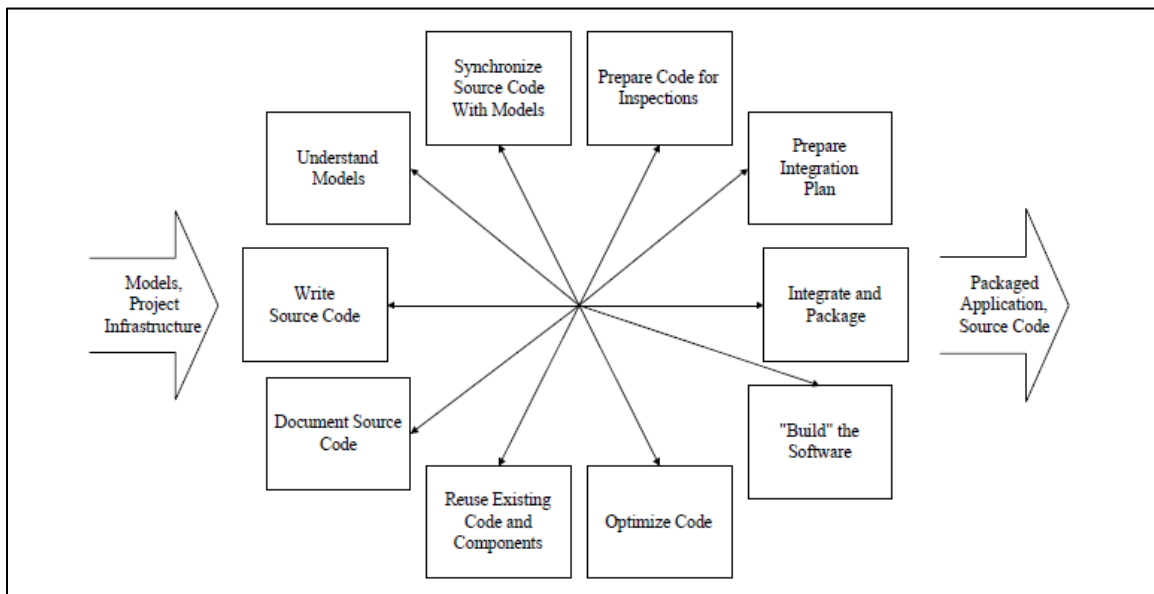 Synchronize
Source Code
With Models
Prepare Code for
Inspections
Understand
Models
Prepare
Integration
Plan
Models,
Project
Infrastructure
Write
Source Code
Integrate and
Package
Packaged
Application,
Source Code
Document Source
Code
"Build" the
Software
Reuse Existing
Code and
Components
Optimize Code